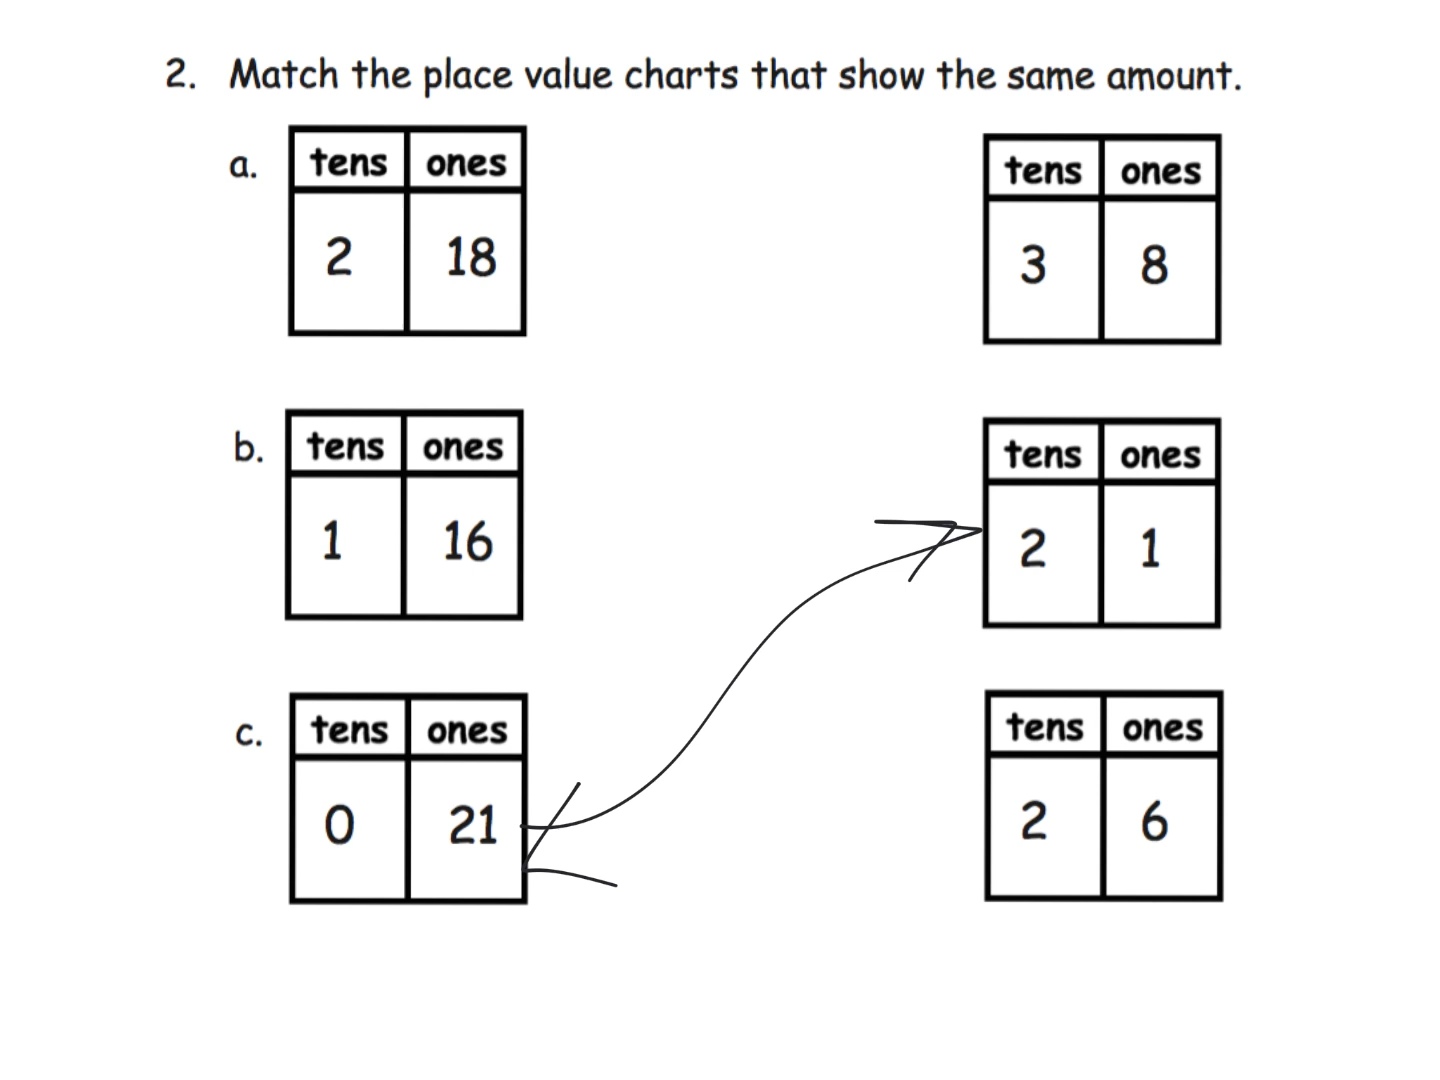 2. Match the place value charts that show the same amount.
a. tens ones
2 18
tens ones
3 8
b. tens ones
1 16
tens ones
2 1
c. tens ones
0 21
tens ones
2 6